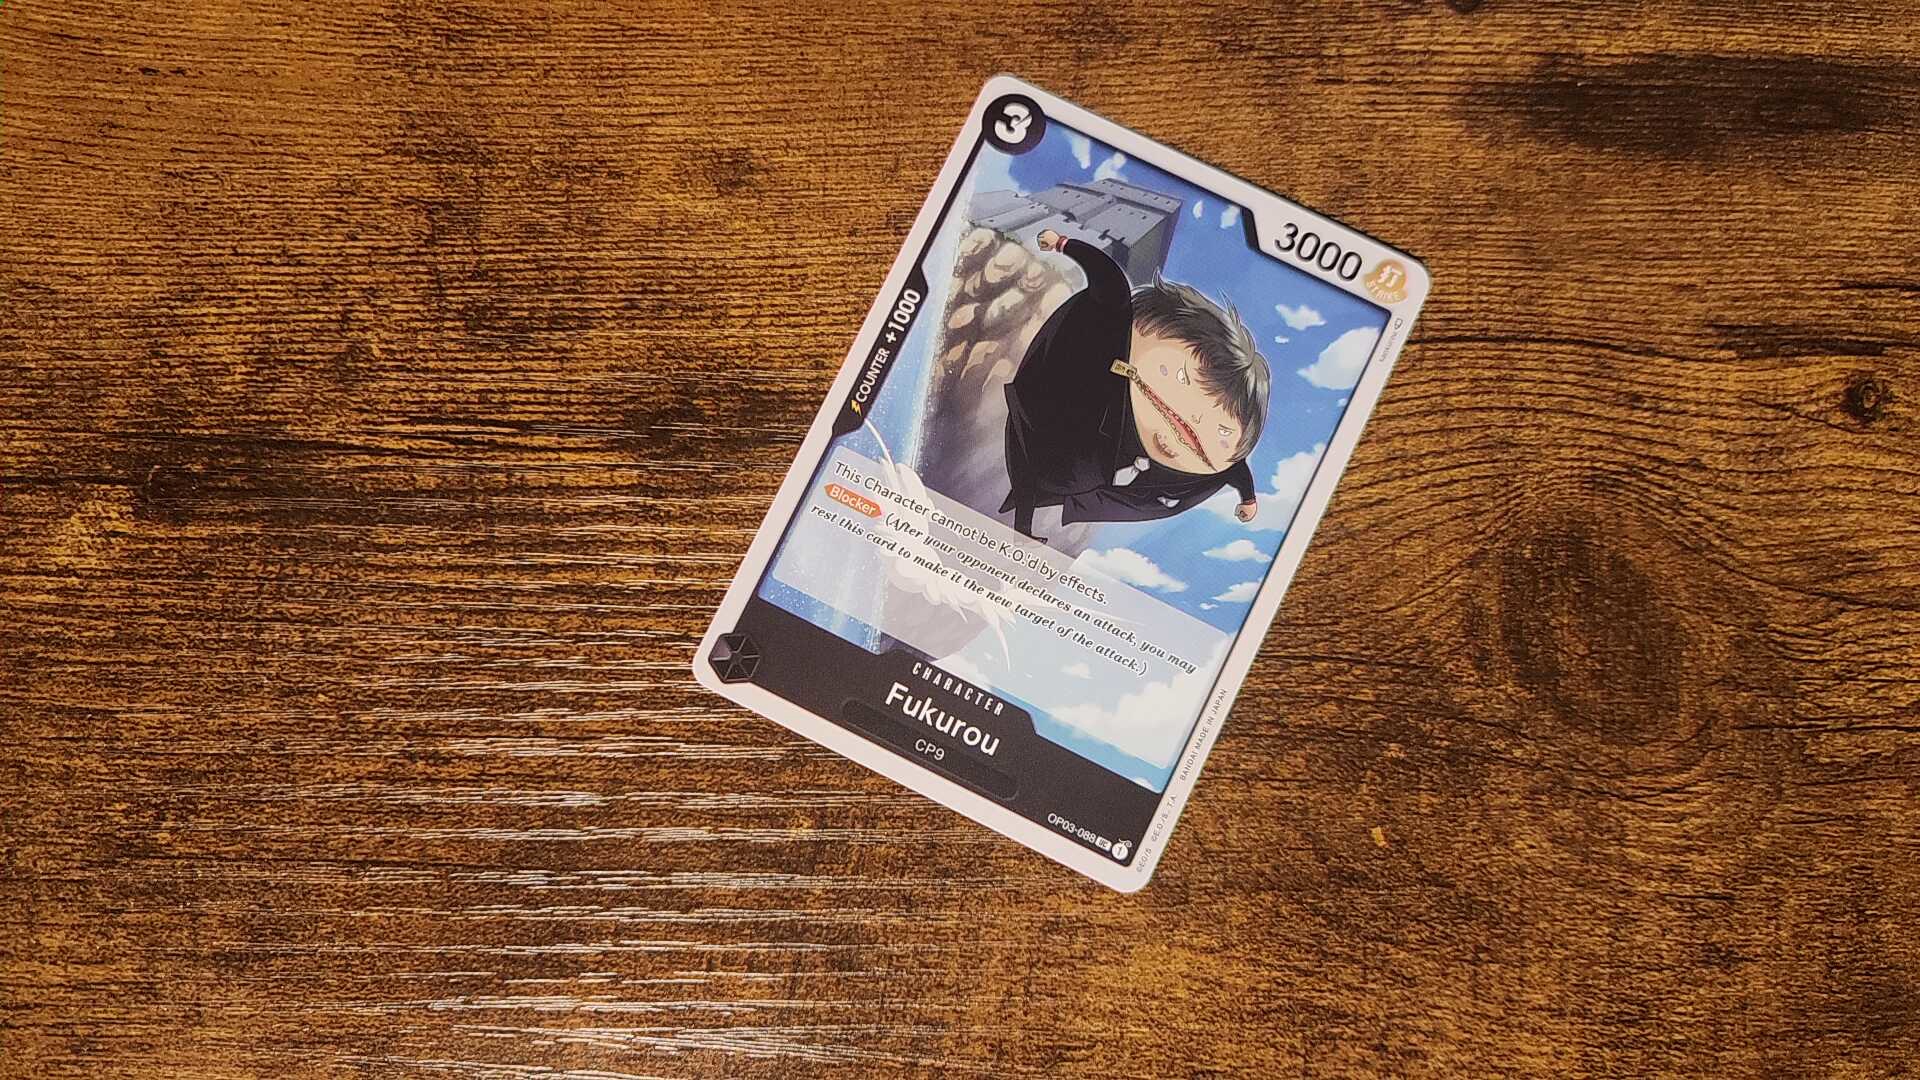 3
3000
打
STRIKE
COUNTER +1000
This Character cannot be K.O.'d by effects.
Blocker (After your opponent declares an attack, you may
rest this card to make it the new target of the attack.)
CHARACTER
Fukurou
CP9
OP03-088 UC 1
©E.O/S. ©E.O./S., T.A. BANDAI MADE IN JAPAN